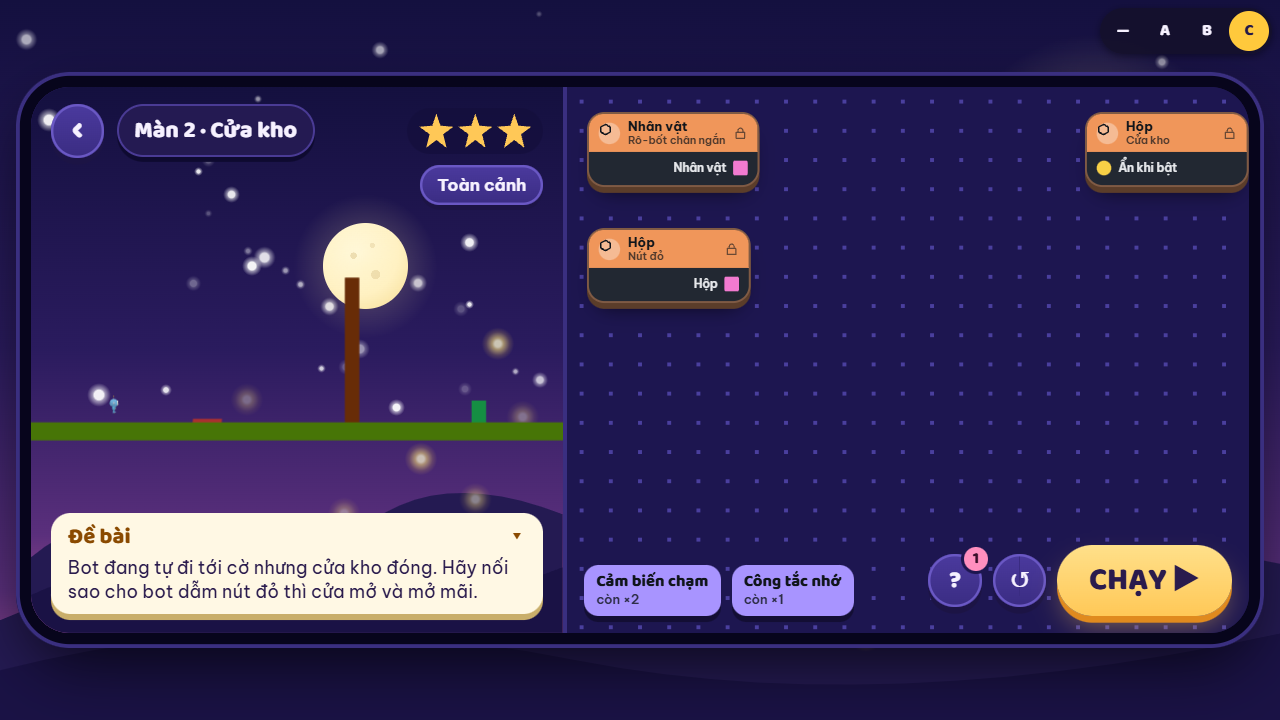 — A B C
Màn 2 • Cửa kho
Toàn cảnh
Đề bài
Bot đang tự đi tới cờ nhưng cửa kho đóng. Hãy nối
sao cho bot dẫm nút đỏ thì cửa mở và mở mãi.
Nhân vật
Rô-bốt chân ngắn
Nhân vật
Hộp
Cửa kho
Ẩn khi bật
Hộp
Nút đỏ
Hộp
Cảm biến chạm
còn ×2
Công tắc nhớ
còn ×1
?
1
↺
CHẠY